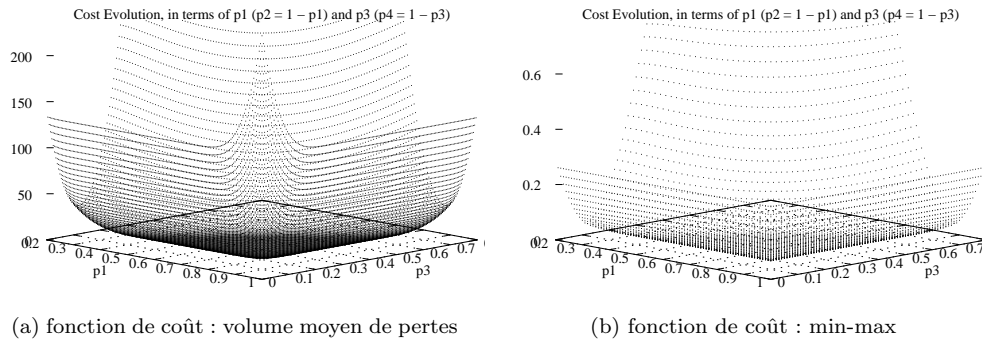 Cost Evolution, in terms of p1 (p2 = 1 – p1) and p3 (p4 = 1 – p3)
200
150
100
50
0
0.2 0.3 0.4 0.5 0.6 0.7 0.8 0.9 1
p1
0 0.1 0.2 0.3 0.4 0.5 0.6 0.7
p3
(a) fonction de coût : volume moyen de pertes
Cost Evolution, in terms of p1 (p2 = 1 – p1) and p3 (p4 = 1 – p3)
0.6
0.4
0.2
0
0.2 0.3 0.4 0.5 0.6 0.7 0.8 0.9 1
p1
0 0.1 0.2 0.3 0.4 0.5 0.6 0.7
p3
(b) fonction de coût : min-max